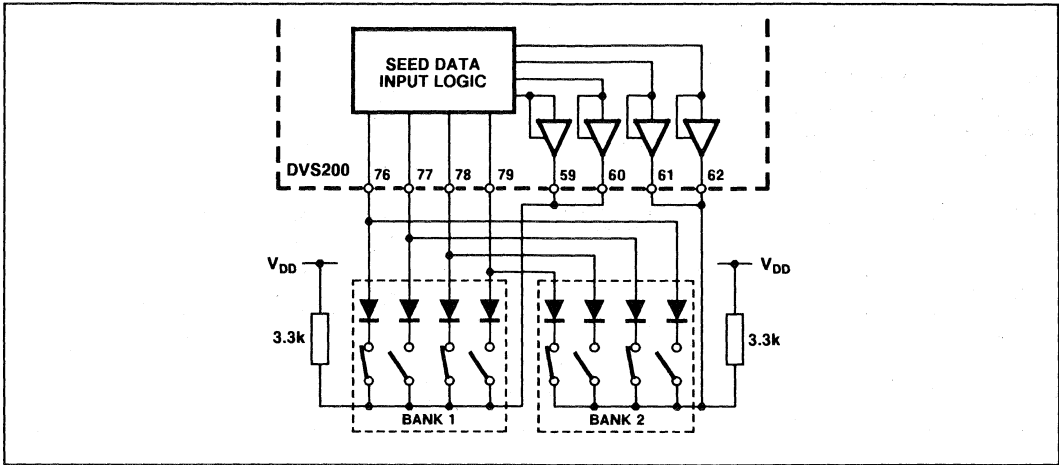 SEED DATA
INPUT LOGIC
DVS200
76 77 78 79 59 60 61 62
V_DD V_DD
3.3k 3.3k
BANK 1 BANK 2